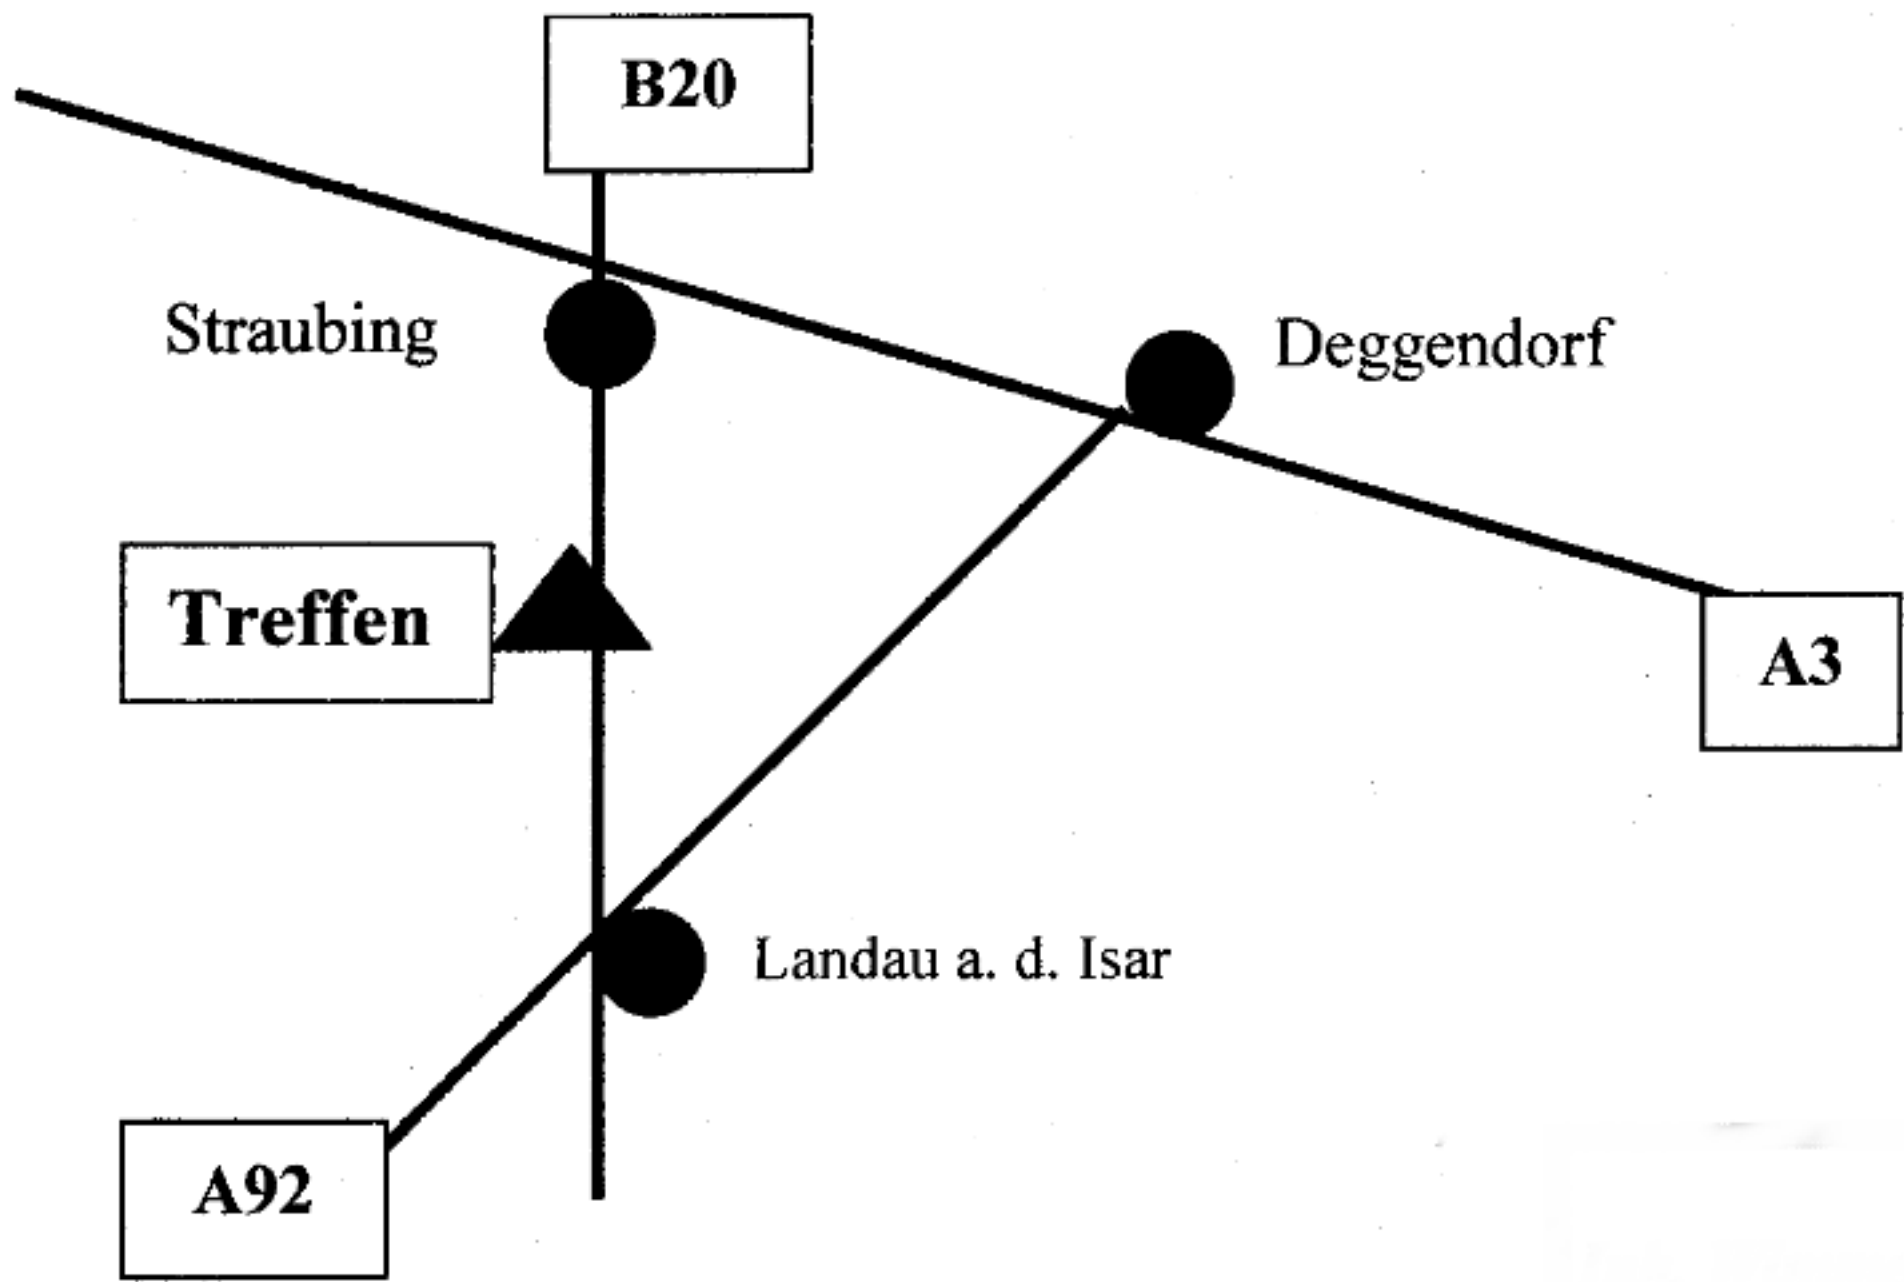 B20
Straubing
Deggendorf
Treffen
A3
Landau a. d. Isar
A92